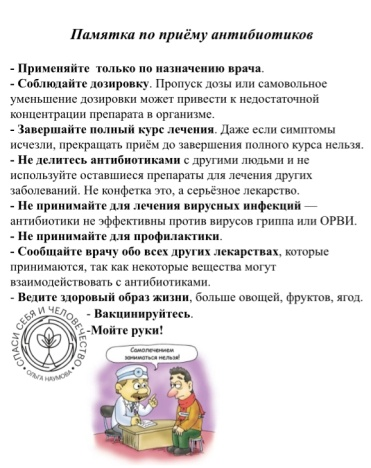 Памятка по приёму антибиотиков
- Применяйте только по назначению врача.
- Соблюдайте дозировку. Пропуск дозы или самовольное
уменьшение дозировки может привести к недостаточной
концентрации препарата в организме.
- Завершайте полный курс лечения. Даже если симптомы
исчезли, прекращать приём до завершения полного курса нельзя.
- Не делитесь антибиотиками с другими людьми и не
используйте оставшиеся препараты для лечения других
заболеваний. Не конфетка это, а серьёзное лекарство.
- Не принимайте для лечения вирусных инфекций —
антибиотики не эффективны против вирусов гриппа или ОРВИ.
- Не принимайте для профилактики.
- Сообщайте врачу обо всех других лекарствах, которые
принимаются, так как некоторые вещества могут
взаимодействовать с антибиотиками.
- Ведите здоровый образ жизни, больше овощей, фруктов, ягод.
- Вакцинируйтесь.
-Мойте руки!
СПАСИ СЕБЯ И ЧЕЛОВЕЧЕСТВО
ОЛЬГА НАУМОВА
Самолечением
заниматься нельзя!